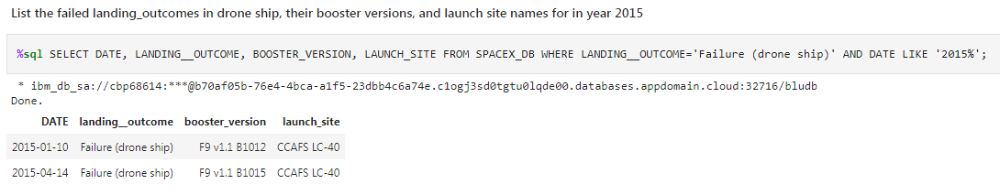 List the failed landing_outcomes in drone ship, their booster versions, and launch site names for in year 2015
%sql SELECT DATE, LANDING__OUTCOME, BOOSTER_VERSION, LAUNCH_SITE FROM SPACEX_DB WHERE LANDING__OUTCOME='Failure (drone ship)' AND DATE LIKE '2015%';
* ibm_db_sa://cbp68614:***@b70af05b-76e4-4bca-a1f5-23dbb4c6a74e.c1ogj3sd0tgtu0lqde00.databases.appdomain.cloud:32716/bludb
Done.
DATE landing__outcome booster_version launch_site
2015-01-10 Failure (drone ship) F9 v1.1 B1012 CCAFS LC-40
2015-04-14 Failure (drone ship) F9 v1.1 B1015 CCAFS LC-40